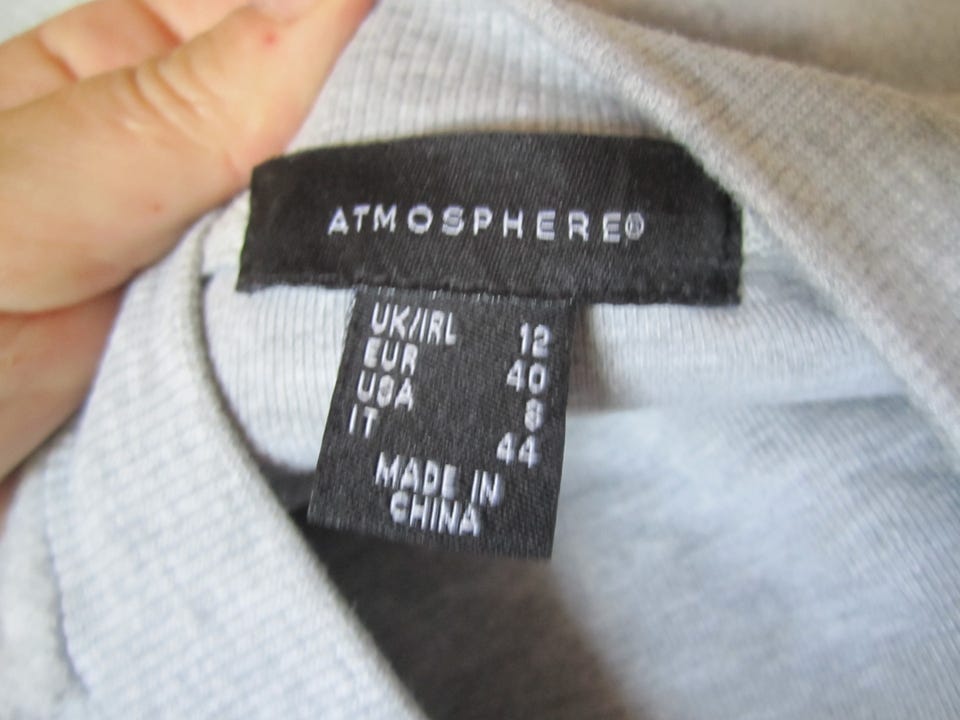 ATMOSPHERE®
UK/IRL 12
EUR 40
USA 8
IT 44
MADE IN
CHINA